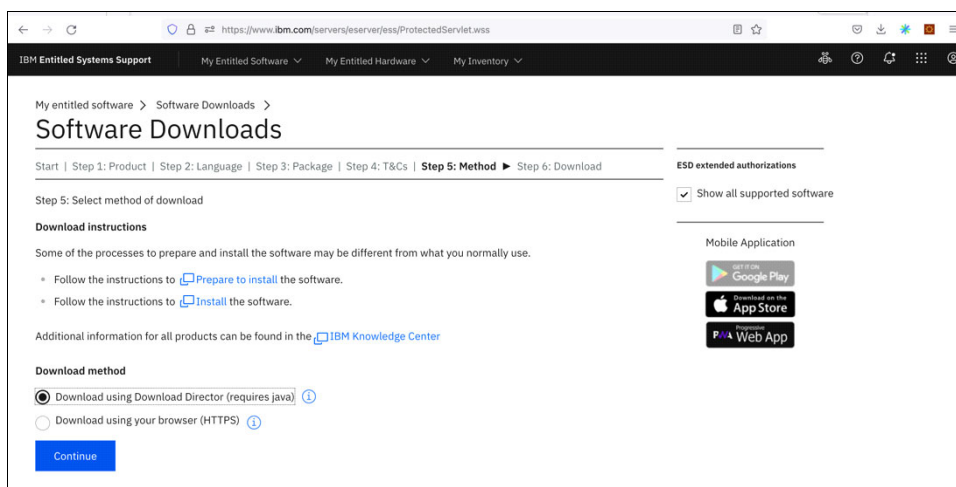 https://www.ibm.com/servers/eserver/ess/ProtectedServlet.wss
IBM Entitled Systems Support My Entitled Software My Entitled Hardware My Inventory
My entitled software > Software Downloads >
Software Downloads
Start | Step 1: Product | Step 2: Language | Step 3: Package | Step 4: T&Cs | Step 5: Method ► Step 6: Download
Step 5: Select method of download
Download instructions
Some of the processes to prepare and install the software may be different from what you normally use.
Follow the instructions to Prepare to install the software.
Follow the instructions to Install the software.
Additional information for all products can be found in the IBM Knowledge Center
Download method
Download using Download Director (requires java)
Download using your browser (HTTPS)
Continue
ESD extended authorizations
Show all supported software
Mobile Application
GET IT ON
Google Play
Download on the
App Store
Progressive
PWA Web App